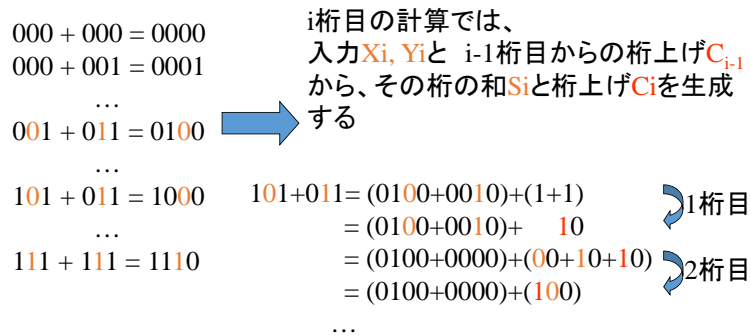 000 + 000 = 0000
000 + 001 = 0001
…
001 + 011 = 0100
…
101 + 011 = 1000
…
111 + 111 = 1110
i桁目の計算では、
入力Xi, Yiと i-1桁目からの桁上げCi-1
から、その桁の和Siと桁上げCiを生成
する
101+011= (0100+0010)+(1+1)
= (0100+0010)+ 10
= (0100+0000)+(00+10+10)
= (0100+0000)+(100)
…
1桁目
2桁目